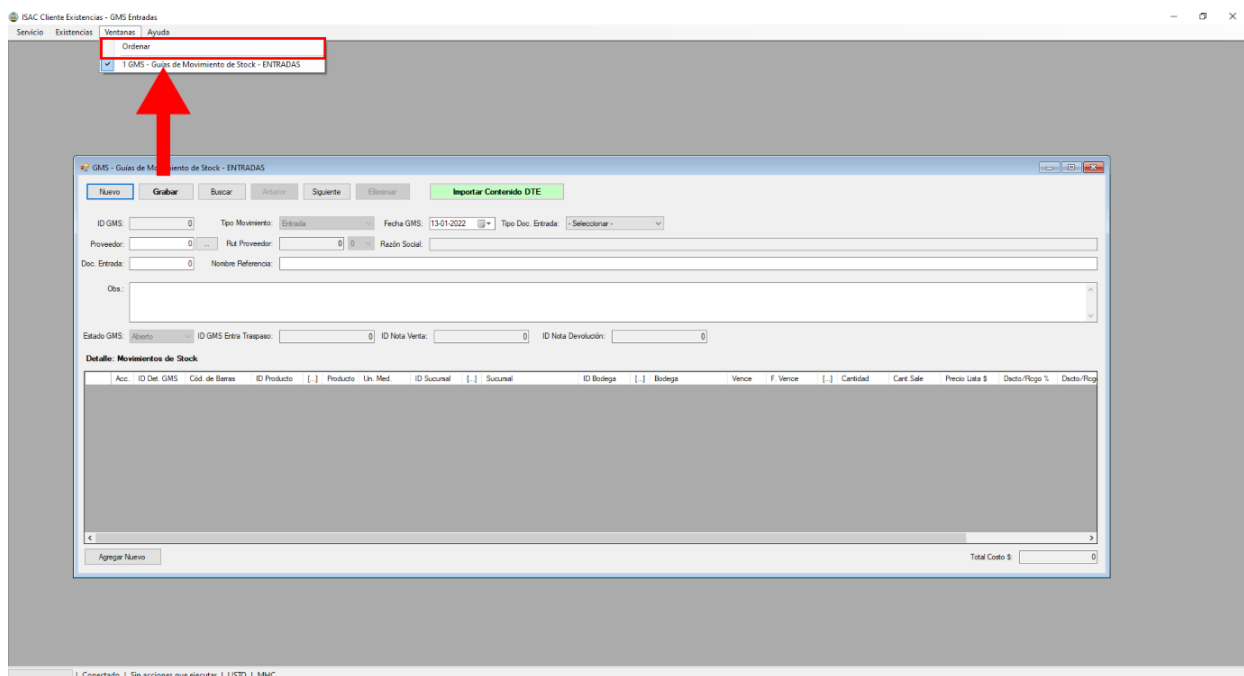 ISAC Cliente Existencias - GMS Entradas
Servicio Existencias Ventanas Ayuda
Ordenar
1 GMS - Guías de Movimiento de Stock - ENTRADAS
GMS - Guías de Movimiento de Stock - ENTRADAS
Nuevo Grabar Buscar Anterior Siguiente Eliminar Importar Contenido DTE
ID GMS: 0 Tipo Movimiento: Entrada Fecha GMS: 13-01-2022 Tipo Doc. Entrada: - Seleccionar -
Proveedor: 0 ... Rut Proveedor: 0 0 Razón Social:
Doc. Entrada: 0 Nombre Referencia:
Obs.:
Estado GMS: Abierto ID GMS Entra Traspaso: 0 ID Nota Venta: 0 ID Nota Devolución: 0
Detalle: Movimientos de Stock
Acc. ID Det. GMS Cód. de Barras ID Producto [...] Producto Un. Med. ID Sucursal [...] Sucursal ID Bodega [...] Bodega Vence F. Vence [...] Cantidad Cant.Sale Precio Lista $ Dscto/Rcgo % Dscto/Rcg
Agregar Nuevo Total Costo $: 0
| Conectado | Sin acciones que ejecutar | USTD | MHC